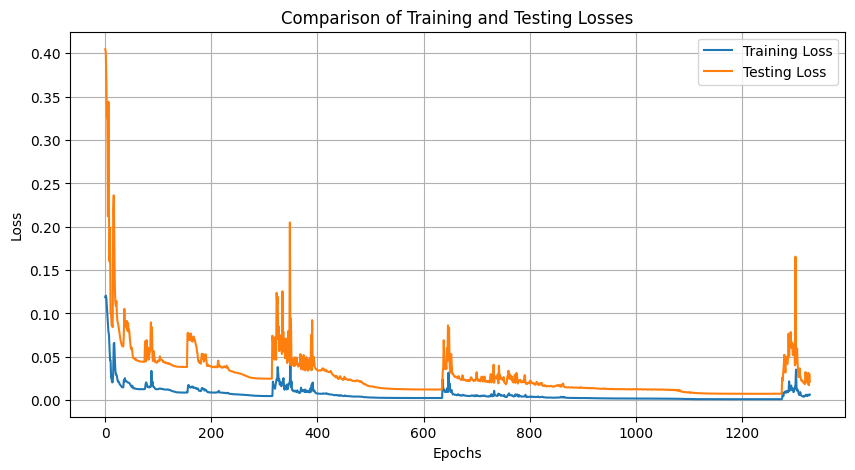 Comparison of Training and Testing Losses
Training Loss
Testing Loss
Loss
0.40
0.35
0.30
0.25
0.20
0.15
0.10
0.05
0.00
0 200 400 600 800 1000 1200
Epochs